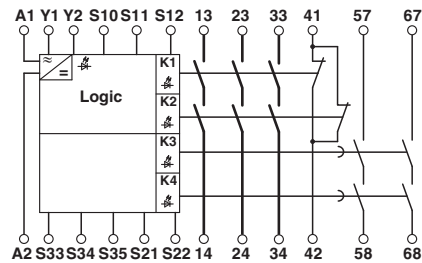 A1 Y1 Y2 S10 S11 S12 13 23 33 41 57 67
K1
Logic
K2
K3
K4
A2 S33 S34 S35 S21 S22 14 24 34 42 58 68